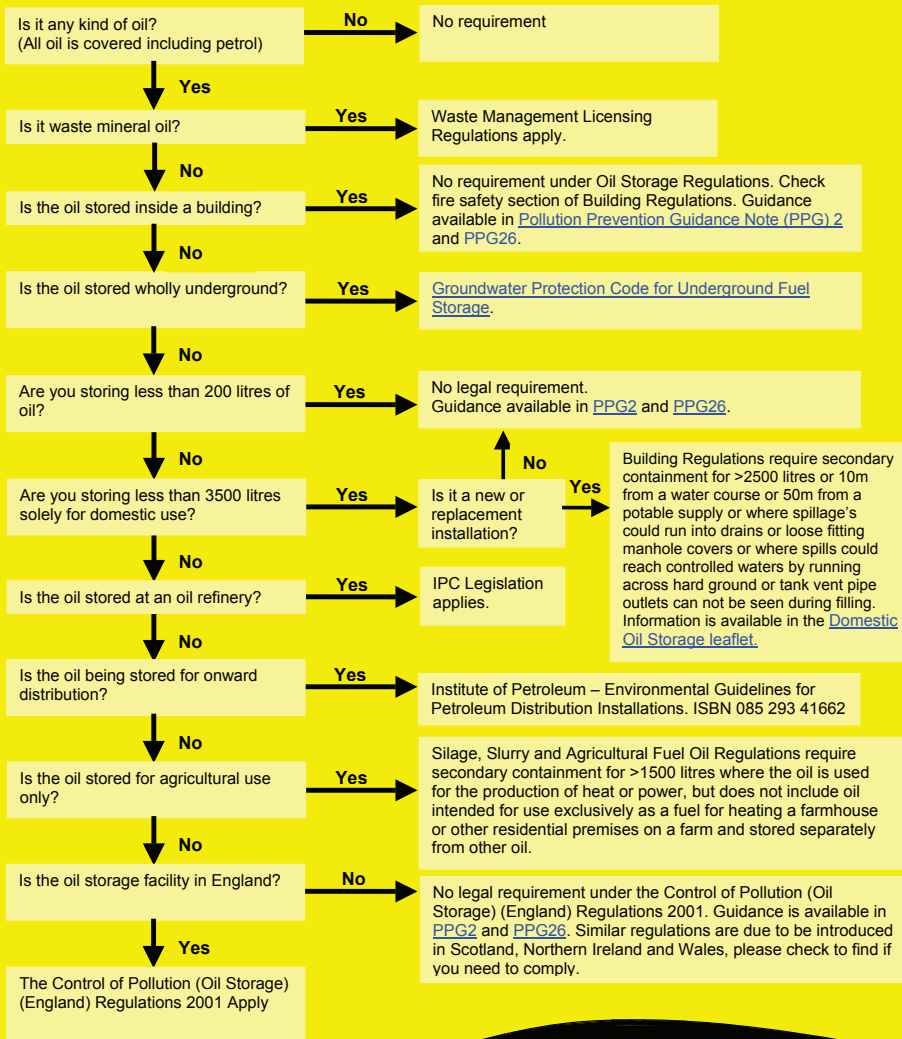 Is it any kind of oil?
(All oil is covered including petrol)
No
No requirement
Yes
Is it waste mineral oil?
Yes
Waste Management Licensing
Regulations apply.
No
Is the oil stored inside a building?
Yes
No requirement under Oil Storage Regulations. Check
fire safety section of Building Regulations. Guidance
available in Pollution Prevention Guidance Note (PPG) 2
and PPG26.
No
Is the oil stored wholly underground?
Yes
Groundwater Protection Code for Underground Fuel
Storage.
No
Are you storing less than 200 litres of
oil?
Yes
No legal requirement.
Guidance available in PPG2 and PPG26.
No
Are you storing less than 3500 litres
solely for domestic use?
Yes
Is it a new or
replacement
installation?
No
Yes
Building Regulations require secondary
containment for >2500 litres or 10m
from a water course or 50m from a
potable supply or where spillage's
could run into drains or loose fitting
manhole covers or where spills could
reach controlled waters by running
across hard ground or tank vent pipe
outlets can not be seen during filling.
Information is available in the Domestic
Oil Storage leaflet.
No
Is the oil stored at an oil refinery?
Yes
IPC Legislation
applies.
No
Is the oil being stored for onward
distribution?
Yes
Institute of Petroleum – Environmental Guidelines for
Petroleum Distribution Installations. ISBN 085 293 41662
No
Is the oil stored for agricultural use
only?
Yes
Silage, Slurry and Agricultural Fuel Oil Regulations require
secondary containment for >1500 litres where the oil is used
for the production of heat or power, but does not include oil
intended for use exclusively as a fuel for heating a farmhouse
or other residential premises on a farm and stored separately
from other oil.
No
Is the oil storage facility in England?
No
No legal requirement under the Control of Pollution (Oil
Storage) (England) Regulations 2001. Guidance is available in
PPG2 and PPG26. Similar regulations are due to be introduced
in Scotland, Northern Ireland and Wales, please check to find if
you need to comply.
Yes
The Control of Pollution (Oil Storage)
(England) Regulations 2001 Apply